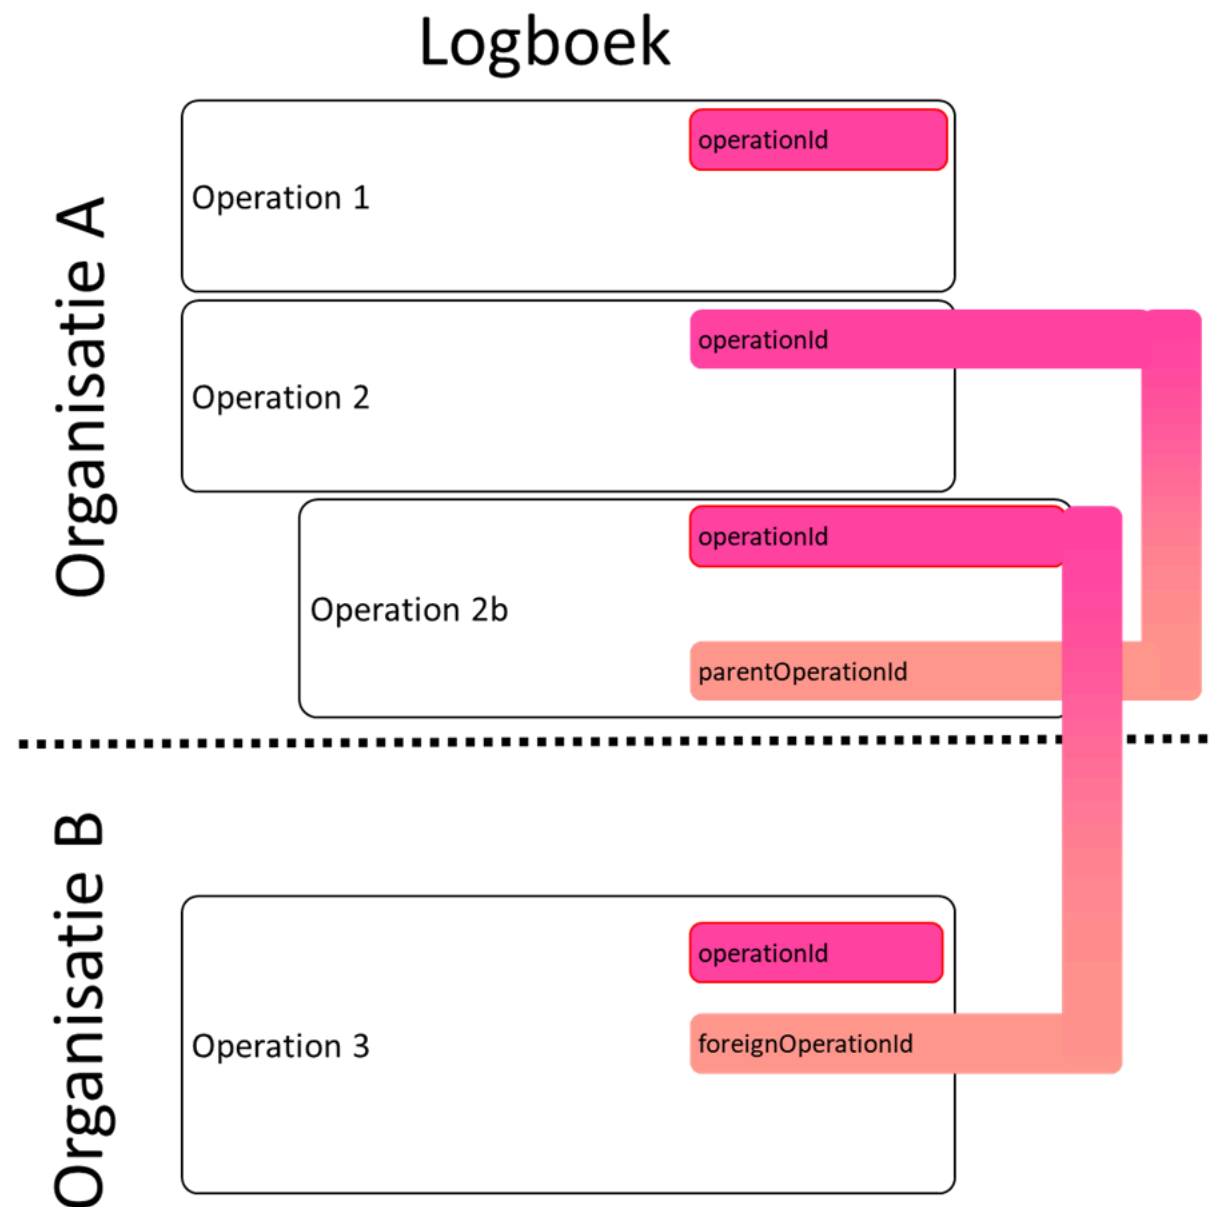 Logboek
Organisatie A
operationId
Operation 1
operationId
Operation 2
operationId
Operation 2b
parentOperationId
Organisatie B
operationId
Operation 3
foreignOperationId